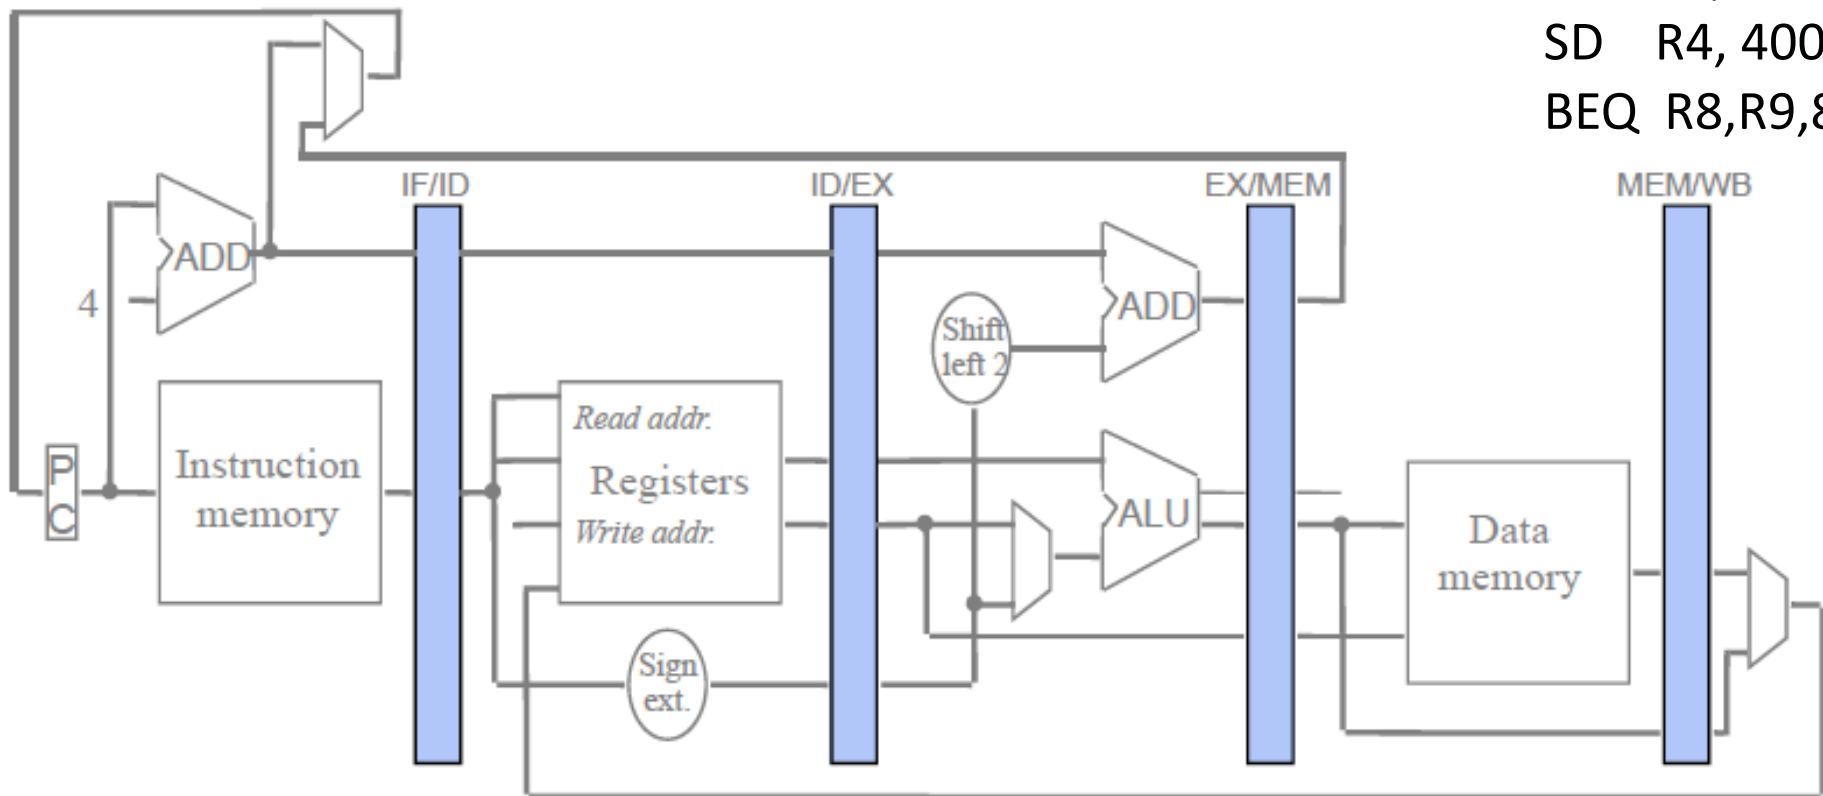 SD R4, 400
BEQ R8,R9,8
IF/ID
ID/EX
EX/MEM
MEM/WB
ADD
4
ADD
Shift
left 2
P
C
Instruction
memory
Read addr.
Registers
Write addr.
ALU
Data
memory
Sign
ext.